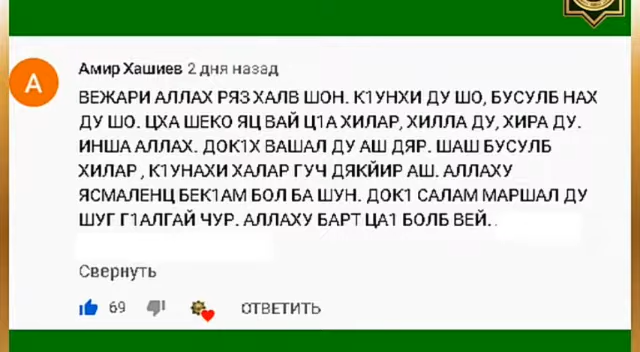 Амир Хашиев 2 дня назад
ВЕЖАРИ АЛЛАХ РЯЗ ХАЛВ ШОН. К1УНХИ ДУ ШО, БУСУЛБ НАХ
ДУ ШО. ЦХА ШЕКО ЯЦ ВАЙ Ц1А ХИЛАР, ХИЛЛА ДУ, ХИРА ДУ.
ИНША АЛЛАХ. ДОК1Х ВАШАЛ ДУ АШ ДЯР. ШАШ БУСУЛБ
ХИЛАР , К1УНАХИ ХАЛАР ГУЧ ДЯКЙИР АШ. АЛЛАХУ
ЯСМАЛЕНЦ БЕК1АМ БОЛ БА ШУН. ДОК1 САЛАМ МАРШАЛ ДУ
ШУГ Г1АЛГАЙ ЧУР. АЛЛАХУ БАРТ ЦА1 БОЛБ ВЕЙ..
Свернуть
69 ОТВЕТИТЬ